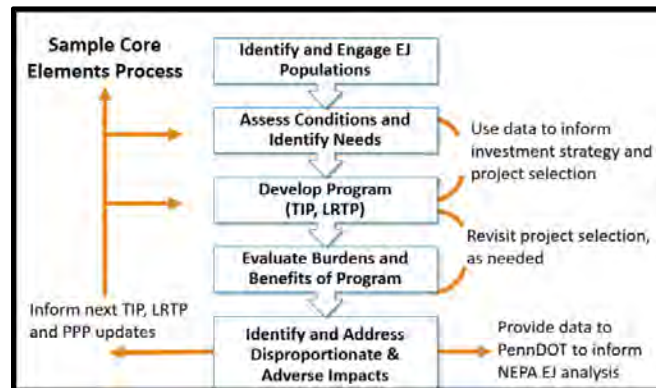 Sample Core
Elements Process
Identify and Engage EJ
Populations
Assess Conditions and
Identify Needs
Use data to inform
investment strategy and
project selection
Develop Program
(TIP, LRTP)
Revisit project selection,
as needed
Evaluate Burdens and
Benefits of Program
Inform next TIP, LRTP
and PPP updates
Identify and Address
Disproportionate &
Adverse Impacts
Provide data to
PennDOT to inform
NEPA EJ analysis